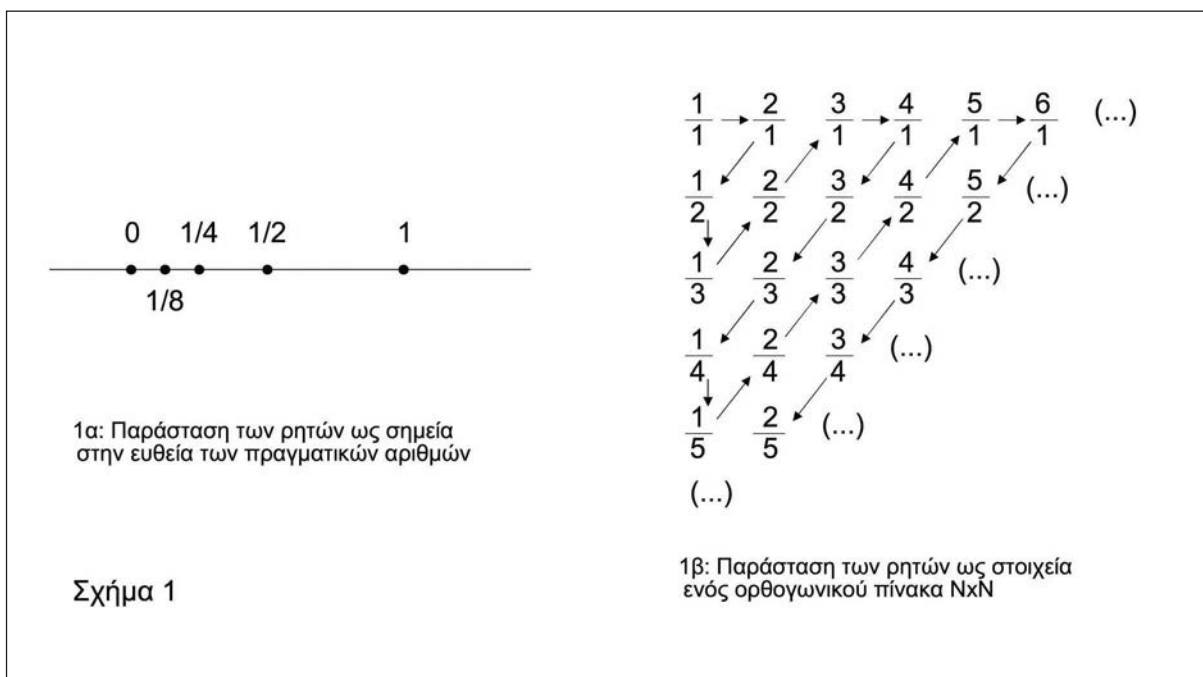 0 1/4 1/2 1
1/8
1α: Παράσταση των ρητών ως σημεία
στην ευθεία των πραγματικών αριθμών
Σχήμα 1
1/1 2/1 3/1 4/1 5/1 6/1 (...)
1/2 2/2 3/2 4/2 5/2 (...)
1/3 2/3 3/3 4/3 (...)
1/4 2/4 3/4 (...)
1/5 2/5 (...)
(...)
1β: Παράσταση των ρητών ως στοιχεία
ενός ορθογωνικού πίνακα NxN